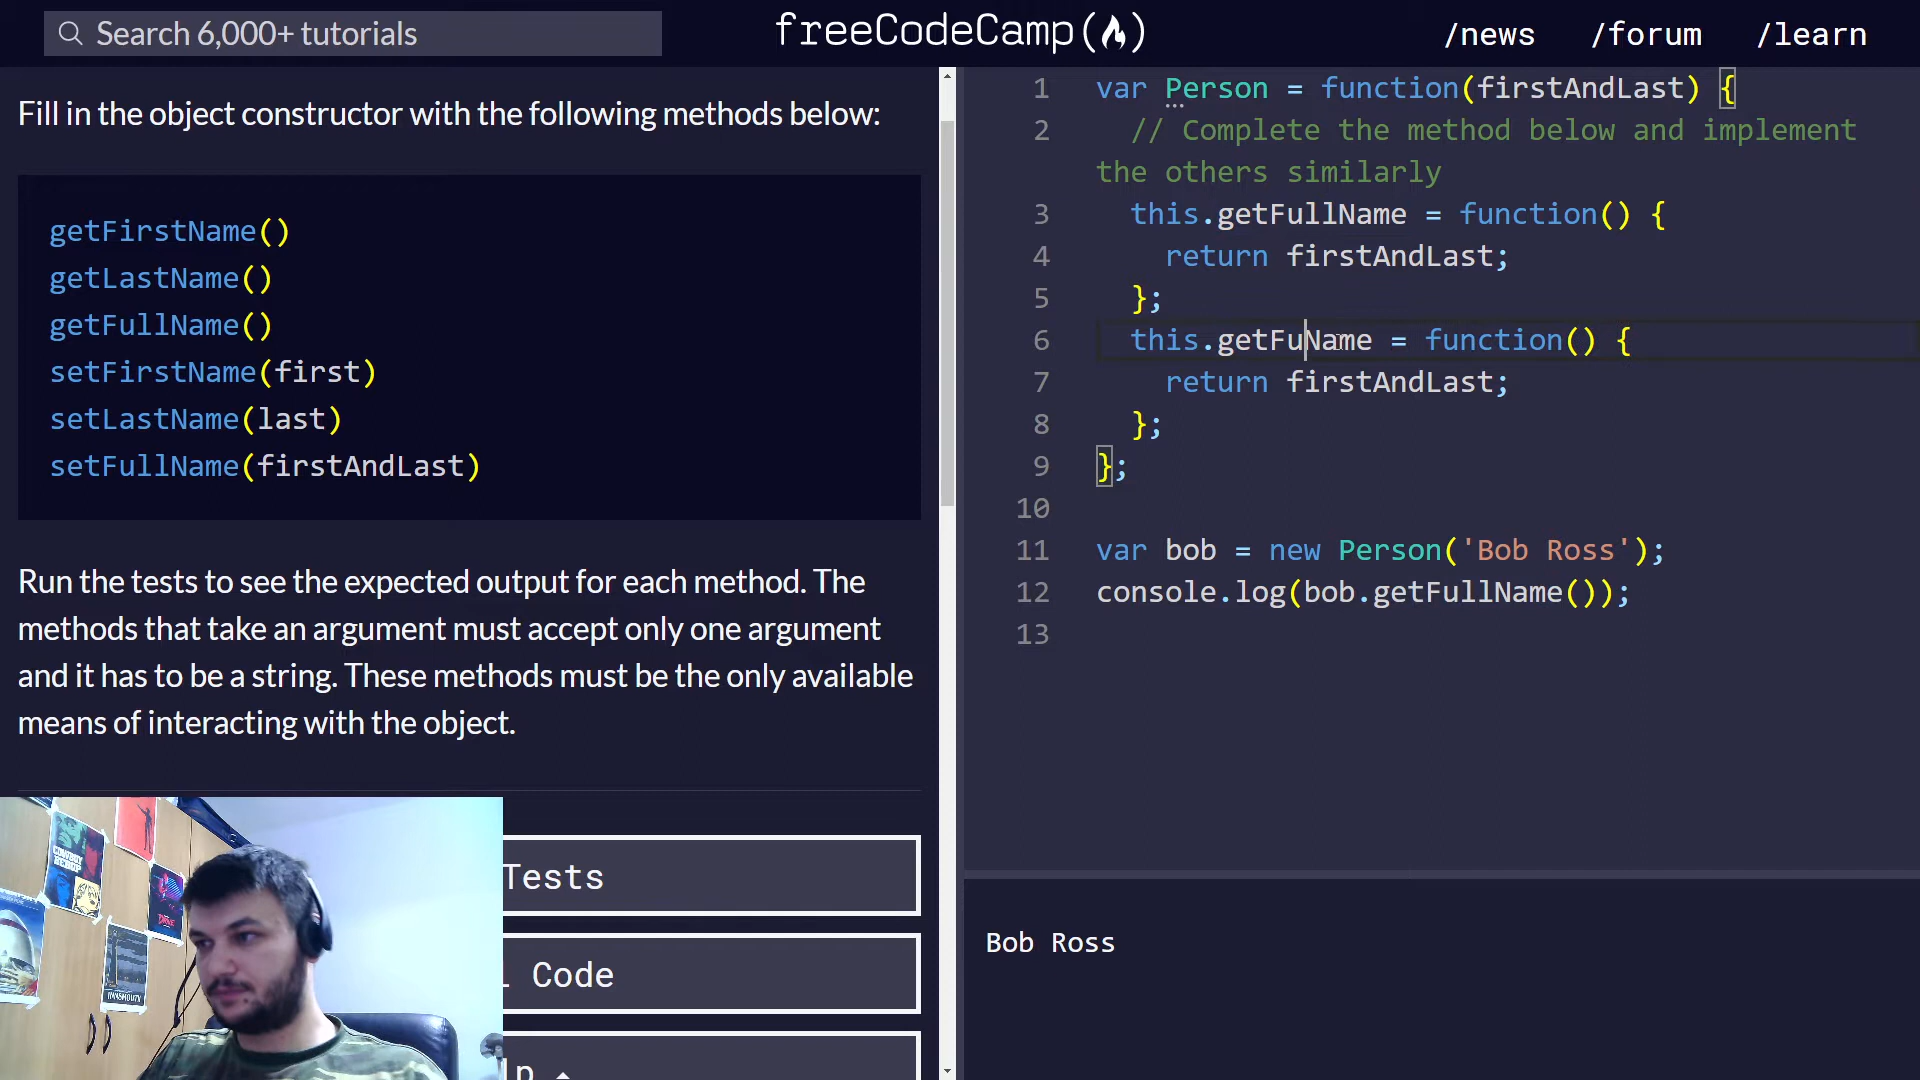 Search 6,000+ tutorials
freeCodeCamp
/news
/forum
/learn
Fill in the object constructor with the following methods below:
getFirstName()
getLastName()
getFullName()
setFirstName(first)
setLastName(last)
setFullName(firstAndLast)
Run the tests to see the expected output for each method. The
methods that take an argument must accept only one argument
and it has to be a string. These methods must be the only available
means of interacting with the object.
Tests
Code
COWBOY
BEBOP
DRIVE
INNSMOUTH
1 var Person = function(firstAndLast) {
2 // Complete the method below and implement
the others similarly
3 this.getFullName = function() {
4 return firstAndLast;
5 };
6 this.getFuName = function() {
7 return firstAndLast;
8 };
9 };
10
11 var bob = new Person('Bob Ross');
12 console.log(bob.getFullName());
13
Bob Ross